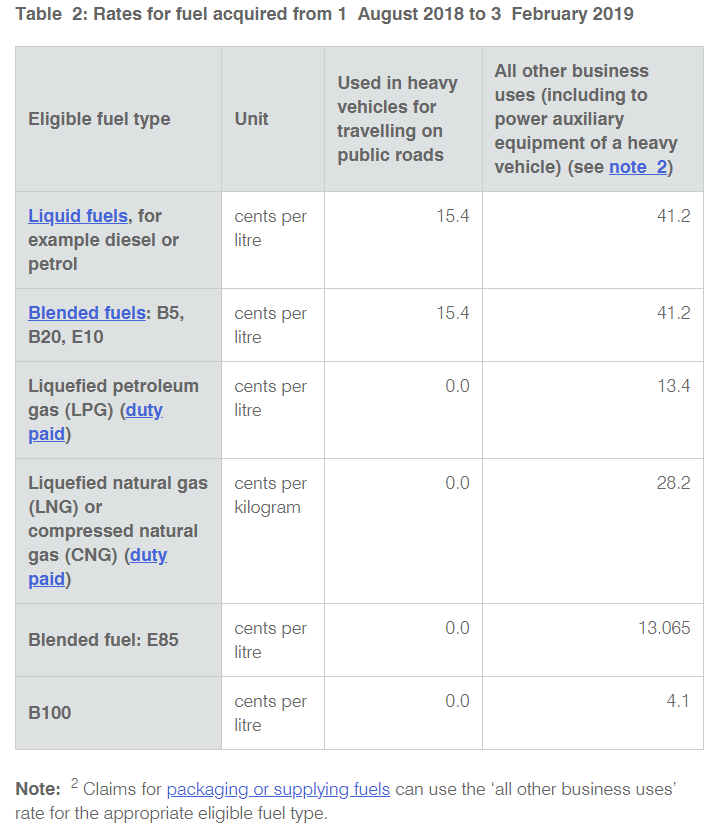 Table 2: Rates for fuel acquired from 1 August 2018 to 3 February 2019
Eligible fuel type
Unit
Used in heavy
vehicles for
travelling on
public roads
All other business
uses (including to
power auxiliary
equipment of a heavy
vehicle) (see note 2)
Liquid fuels, for
example diesel or
petrol
cents per
litre
15.4
41.2
Blended fuels: B5,
B20, E10
cents per
litre
15.4
41.2
Liquefied petroleum
gas (LPG) (duty
paid)
cents per
litre
0.0
13.4
Liquefied natural gas
(LNG) or
compressed natural
gas (CNG) (duty
paid)
cents per
kilogram
0.0
28.2
Blended fuel: E85
cents per
litre
0.0
13.065
B100
cents per
litre
0.0
4.1
Note: 2 Claims for packaging or supplying fuels can use the ‘all other business uses’
rate for the appropriate eligible fuel type.